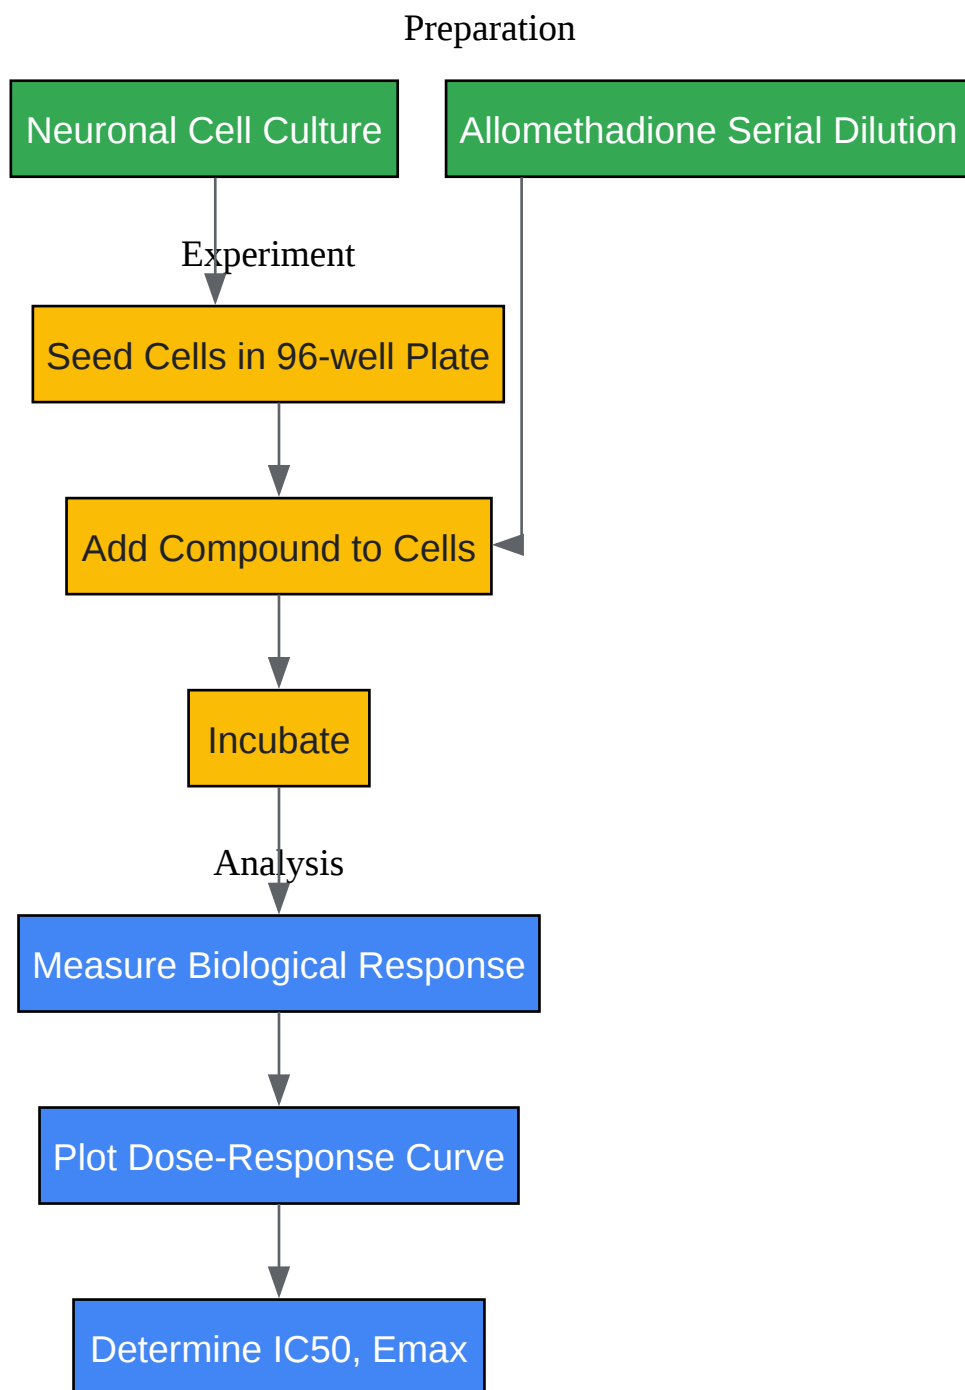 Preparation
Neuronal Cell Culture
Allomethadione Serial Dilution
Experiment
Seed Cells in 96-well Plate
Add Compound to Cells
Incubate
Analysis
Measure Biological Response
Plot Dose-Response Curve
Determine IC50, Emax